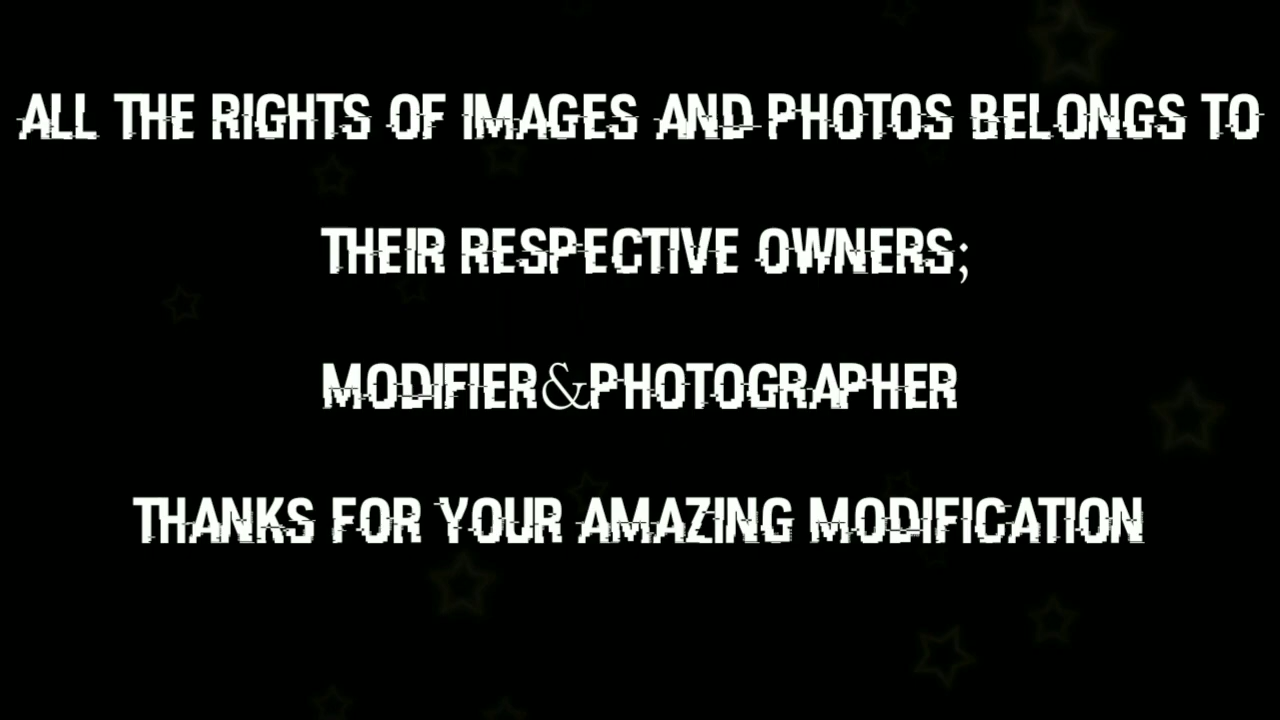 ALL THE RIGHTS OF IMAGES AND PHOTOS BELONGS TO
THEIR RESPECTIVE OWNERS;
MODIFIER&PHOTOGRAPHER
THANKS FOR YOUR AMAZING MODIFICATION